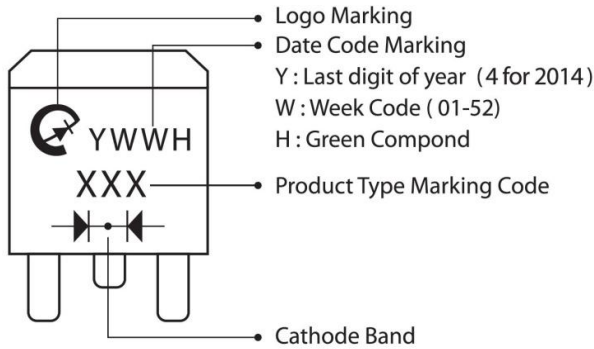 Logo Marking
Date Code Marking
Y : Last digit of year (4 for 2014)
W : Week Code ( 01-52)
H : Green Compond
YWWH
XXX
Product Type Marking Code
Cathode Band